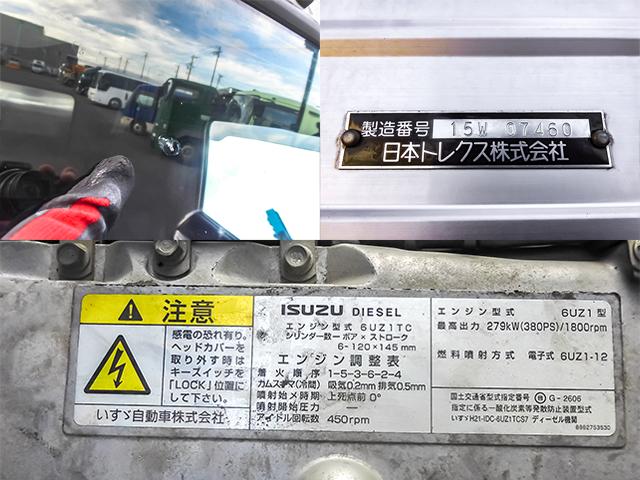 製造番号 15W 07460
日本トレクス株式会社
注意
感電の恐れ有り。
ヘッドカバーを
取り外す時は
キースイッチを
「LOCK」位置に
して下さい。
いすゞ自動車株式会社
ISUZU DIESEL
エンジン型式 6UZ1TC
シリンダー数ー ボア × ストローク
6-120×145mm
エンジン調整表
着火順序 1-5-3-6-2-4
カムスキマ(冷間) 吸気0.2mm 排気0.5mm
噴射始メ時期 上死点前 0°
噴射開始圧力 ー
アイドル回転数 450rpm
エンジン型式 6UZ1型
最高出力 279kW(380PS)/1800rpm
燃料噴射方式 電子式 6UZ1-12
国土交通省型式指定番号 G-2606
指定に係る一酸化炭素等発散防止装置型式
いすゞH21-IDC-6UZ1TCS7 ディーゼル機関
8982753530